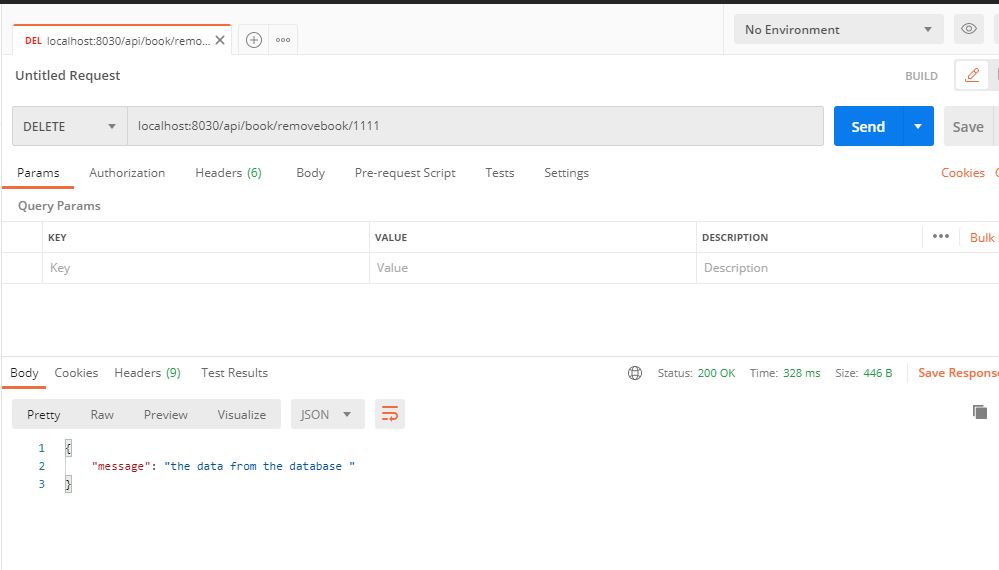 DEL localhost:8030/api/book/remo...
No Environment
Untitled Request
BUILD
DELETE localhost:8030/api/book/removebook/1111 Send Save
Params Authorization Headers (6) Body Pre-request Script Tests Settings Cookies
Query Params
KEY VALUE DESCRIPTION Bulk
Key Value Description
Body Cookies Headers (9) Test Results Status: 200 OK Time: 328 ms Size: 446 B Save Response
Pretty Raw Preview Visualize JSON
1 {
2 "message": "the data from the database "
3 }